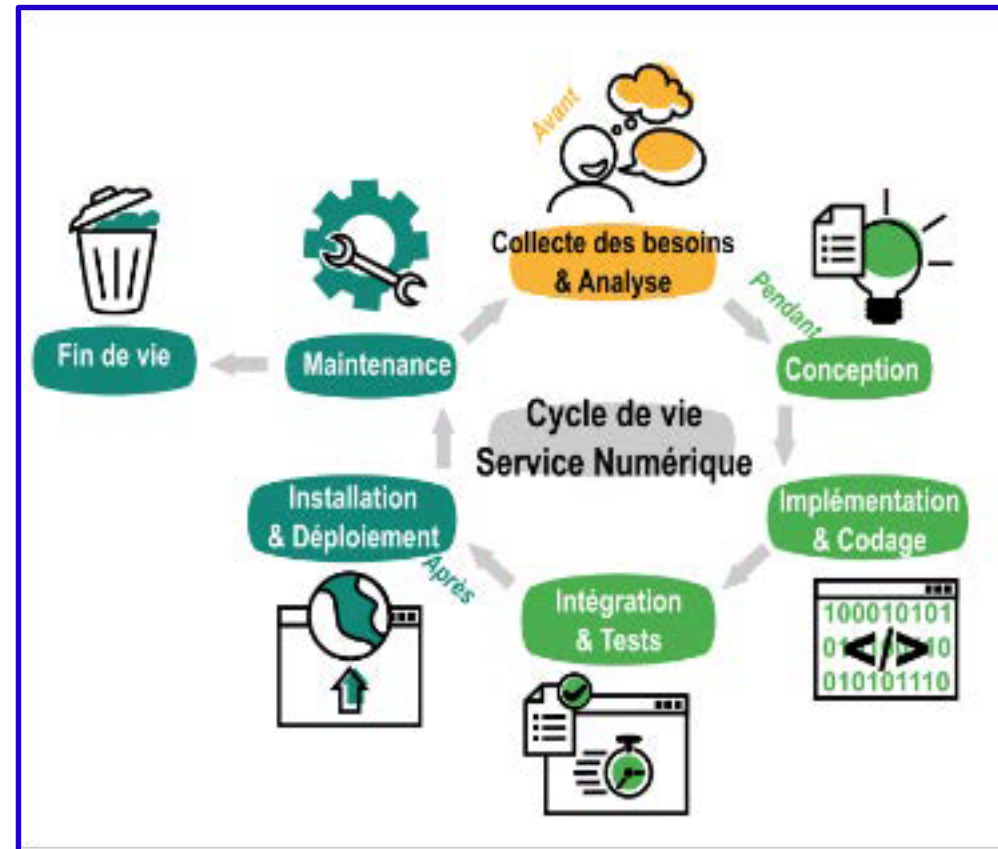 Avant
Collecte des besoins
& Analyse
Pendant
Conception
Implémentation
& Codage
100010101
</>
010101110
Intégration
& Tests
Après
Installation
& Déploiement
Maintenance
Fin de vie
Cycle de vie
Service Numérique